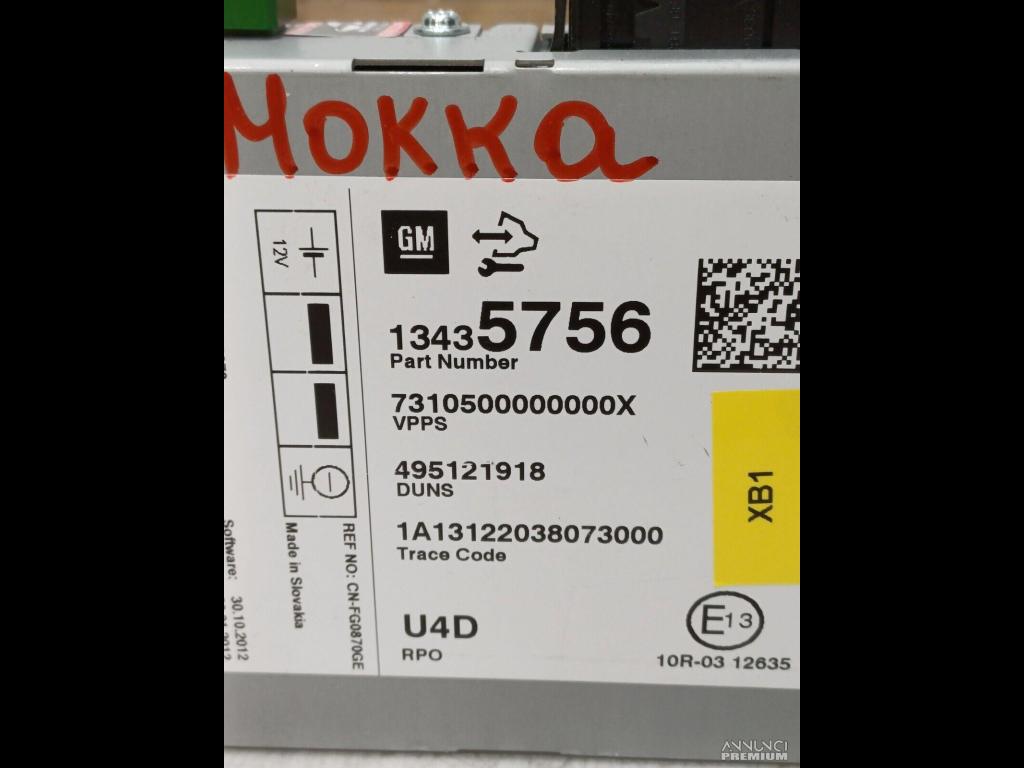 Mokka
GM
13435756
Part Number
7310500000000X
VPPS
495121918
DUNS
1A13122038073000
Trace Code
U4D
RPO
12V
XB1
E13
10R-03 12635
REF NO: CN-FG0870GE
Made in Slovakia
Software: 30.10.2012
ANNUNCI
PREMIUM